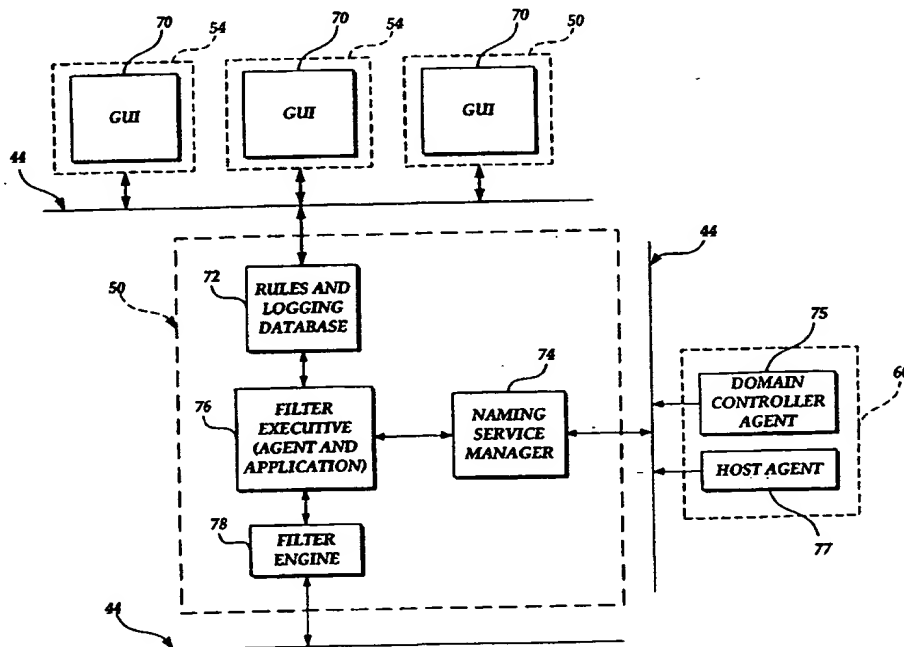 70
54
70
54
70
50
GUI
GUI
GUI
44
44
50
72
RULES AND
LOGGING
DATABASE
75
60
74
DOMAIN
CONTROLLER
AGENT
76
FILTER
EXECUTIVE
(AGENT AND
APPLICATION)
NAMING
SERVICE
MANAGER
HOST AGENT
77
78
FILTER
ENGINE
44